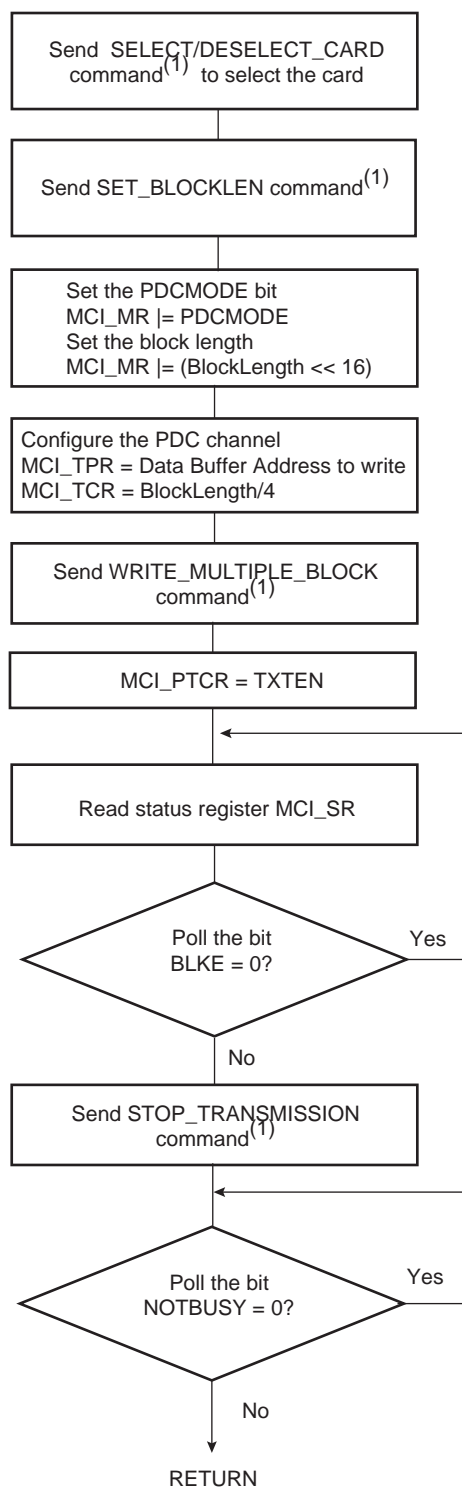 Send SELECT/DESELECT_CARD
command(1) to select the card
Send SET_BLOCKLEN command(1)
Set the PDCMODE bit
MCI_MR |= PDCMODE
Set the block length
MCI_MR |= (BlockLength << 16)
Configure the PDC channel
MCI_TPR = Data Buffer Address to write
MCI_TCR = BlockLength/4
Send WRITE_MULTIPLE_BLOCK
command(1)
MCI_PTCR = TXTEN
Read status register MCI_SR
Poll the bit
BLKE = 0?
Yes
No
Send STOP_TRANSMISSION
command(1)
Poll the bit
NOTBUSY = 0?
Yes
No
RETURN